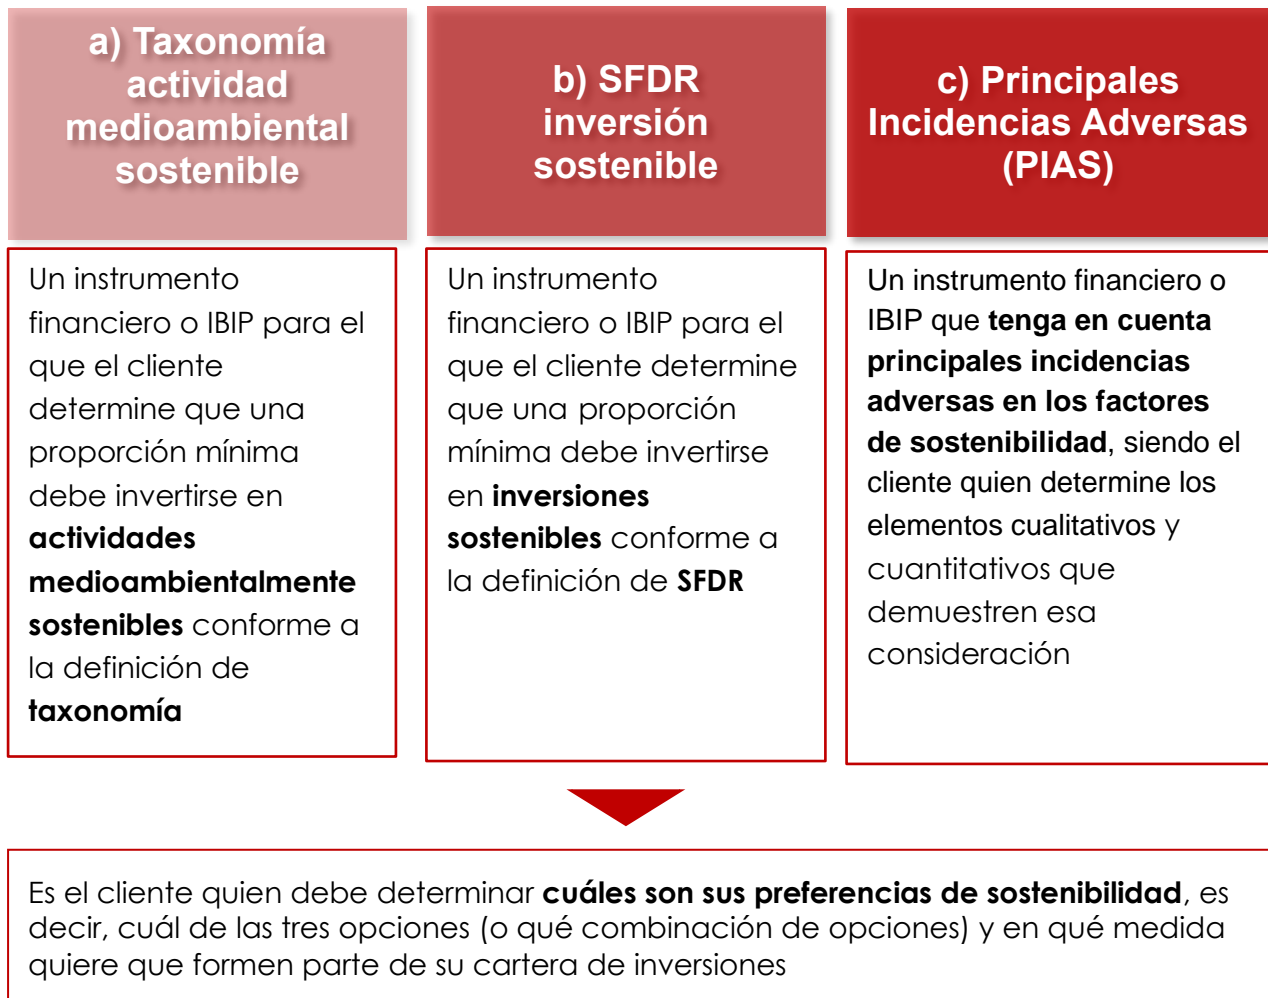 a) Taxonomía
actividad
medioambiental
sostenible
b) SFDR
inversión
sostenible
c) Principales
Incidencias Adversas
(PIAS)
Un instrumento
financiero o IBIP para el
que el cliente
determine que una
proporción mínima
debe invertirse en
actividades
medioambientalmente
sostenibles conforme a
la definición de
taxonomía
Un instrumento
financiero o IBIP para el
que el cliente determine
que una proporción
mínima debe invertirse
en inversiones
sostenibles conforme a
la definición de SFDR
Un instrumento financiero o
IBIP que tenga en cuenta
principales incidencias
adversas en los factores
de sostenibilidad, siendo el
cliente quien determine los
elementos cualitativos y
cuantitativos que
demuestren esa
consideración
Es el cliente quien debe determinar cuáles son sus preferencias de sostenibilidad, es
decir, cuál de las tres opciones (o qué combinación de opciones) y en qué medida
quiere que formen parte de su cartera de inversiones